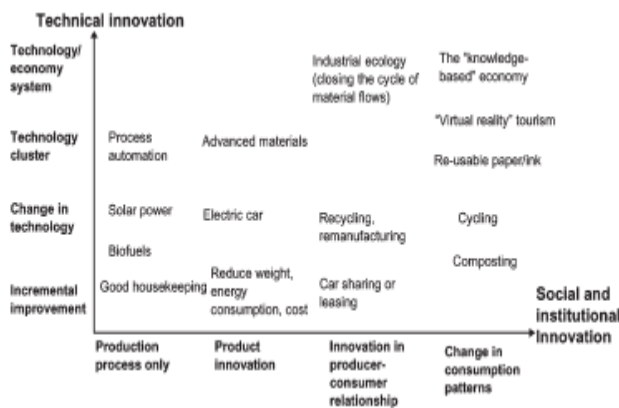 Technical innovation
Technology/
economy
system
Industrial ecology
(closing the cycle of
material flows)
The "knowledge-
based" economy
"Virtual reality" tourism
Technology
cluster
Process
automation
Advanced materials
Re-usable paper/ink
Change in
technology
Solar power
Electric car
Recycling,
remanufacturing
Cycling
Biofuels
Composting
Incremental
improvement
Good housekeeping
Reduce weight,
energy
consumption, cost
Car sharing or
leasing
Social and
institutional
Innovation
Production
process only
Product
innovation
Innovation in
producer-
consumer
relationship
Change in
consumption
patterns